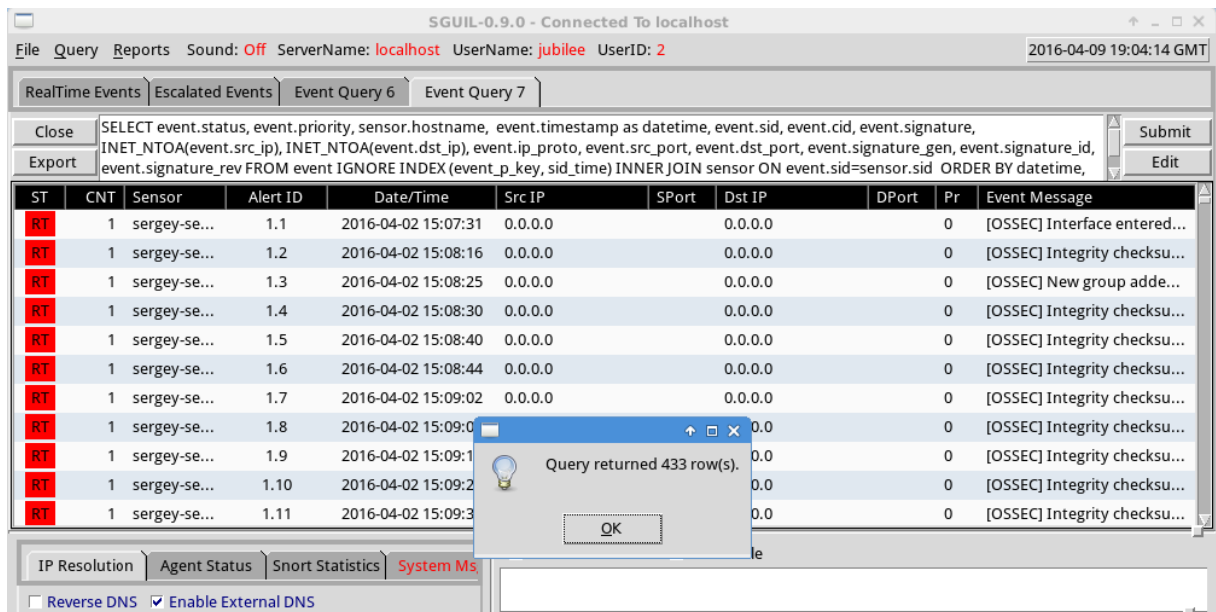 SGUIL-0.9.0 - Connected To localhost
File Query Reports Sound: Off ServerName: localhost UserName: jubilee UserID: 2 2016-04-09 19:04:14 GMT
RealTime Events Escalated Events Event Query 6 Event Query 7
Close
Export
SELECT event.status, event.priority, sensor.hostname, event.timestamp as datetime, event.sid, event.cid, event.signature,
INET_NTOA(event.src_ip), INET_NTOA(event.dst_ip), event.ip_proto, event.src_port, event.dst_port, event.signature_gen, event.signature_id,
event.signature_rev FROM event IGNORE INDEX (event_p_key, sid_time) INNER JOIN sensor ON event.sid=sensor.sid ORDER BY datetime,
Submit
Edit
ST CNT Sensor Alert ID Date/Time Src IP SPort Dst IP DPort Pr Event Message
RT 1 sergey-se... 1.1 2016-04-02 15:07:31 0.0.0.0 0.0.0.0 0 [OSSEC] Interface entered...
RT 1 sergey-se... 1.2 2016-04-02 15:08:16 0.0.0.0 0.0.0.0 0 [OSSEC] Integrity checksu...
RT 1 sergey-se... 1.3 2016-04-02 15:08:25 0.0.0.0 0.0.0.0 0 [OSSEC] New group adde...
RT 1 sergey-se... 1.4 2016-04-02 15:08:30 0.0.0.0 0.0.0.0 0 [OSSEC] Integrity checksu...
RT 1 sergey-se... 1.5 2016-04-02 15:08:40 0.0.0.0 0.0.0.0 0 [OSSEC] Integrity checksu...
RT 1 sergey-se... 1.6 2016-04-02 15:08:44 0.0.0.0 0.0.0.0 0 [OSSEC] Integrity checksu...
RT 1 sergey-se... 1.7 2016-04-02 15:09:02 0.0.0.0 0.0.0.0 0 [OSSEC] Integrity checksu...
RT 1 sergey-se... 1.8 2016-04-02 15:09:0 0.0 0 [OSSEC] Integrity checksu...
RT 1 sergey-se... 1.9 2016-04-02 15:09:1 0.0 0 [OSSEC] Integrity checksu...
RT 1 sergey-se... 1.10 2016-04-02 15:09:2 0.0 0 [OSSEC] Integrity checksu...
RT 1 sergey-se... 1.11 2016-04-02 15:09:3 0.0 0 [OSSEC] Integrity checksu...
Query returned 433 row(s).
OK
IP Resolution Agent Status Snort Statistics System Ms
Reverse DNS Enable External DNS